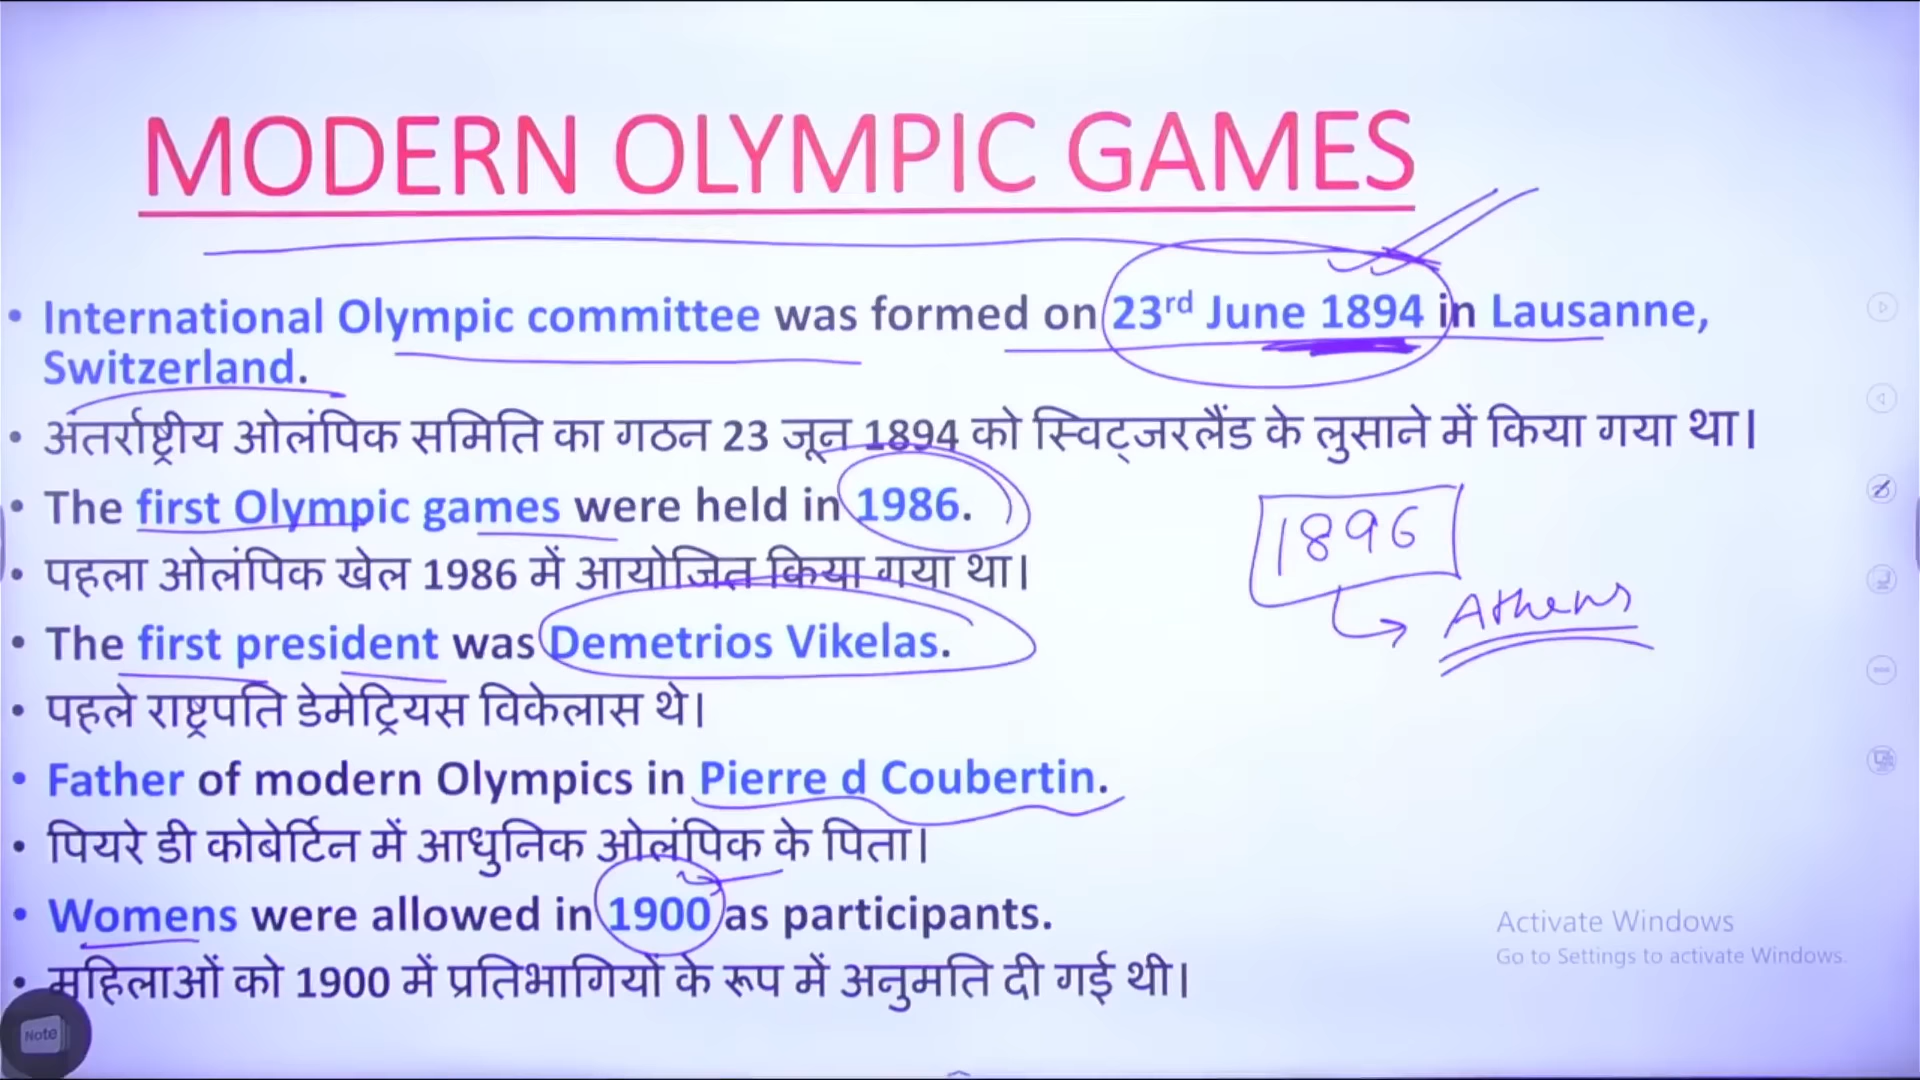 MODERN OLYMPIC GAMES
• International Olympic committee was formed on 23rd June 1894 in Lausanne,
Switzerland.
• अंतर्राष्ट्रीय ओलंपिक समिति का गठन 23 जून 1894 को स्विट्जरलैंड के लुसाने में किया गया था।
• The first Olympic games were held in 1986.
1896
• पहला ओलंपिक खेल 1986 में आयोजित किया गया था।
Athens
• The first president was Demetrios Vikelas.
• पहले राष्ट्रपति डेमेट्रियस विकेलास थे।
• Father of modern Olympics in Pierre d Coubertin.
• पियरे डी कोबेर्टिन में आधुनिक ओलंपिक के पिता।
• Womens were allowed in 1900 as participants.
• महिलाओं को 1900 में प्रतिभागियों के रूप में अनुमति दी गई थी।
Activate Windows
Go to Settings to activate Windows.
Note